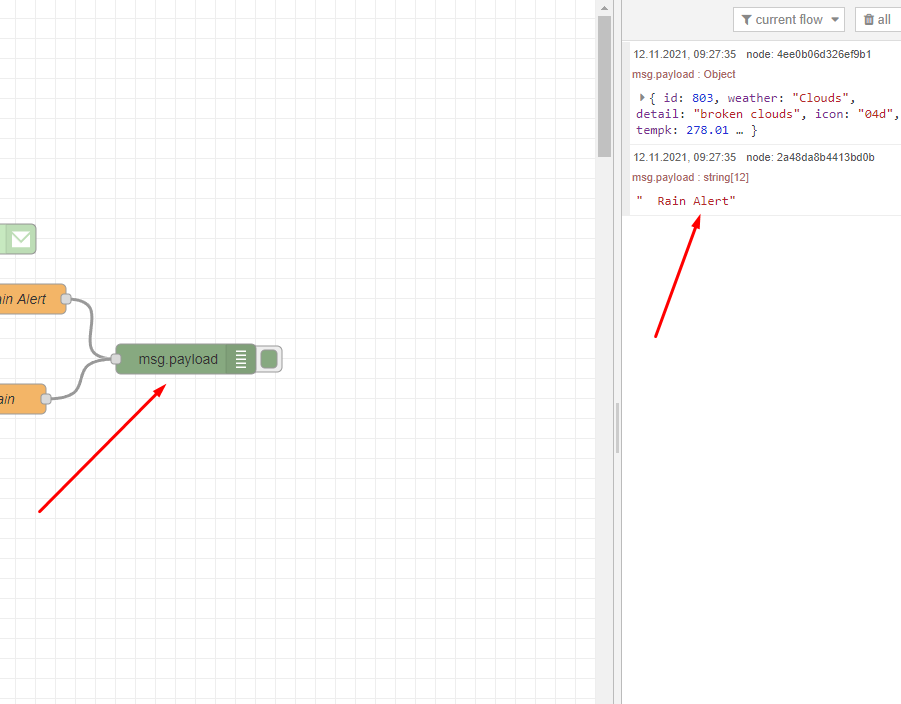 current flow
all
12.11.2021, 09:27:35 node: 4ee0b06d326ef9b1
msg.payload : Object
{ id: 803, weather: "Clouds",
detail: "broken clouds", icon: "04d",
tempk: 278.01 … }
12.11.2021, 09:27:35 node: 2a48da8b4413bd0b
msg.payload : string[12]
"  Rain Alert"
in Alert
msg.payload
ain